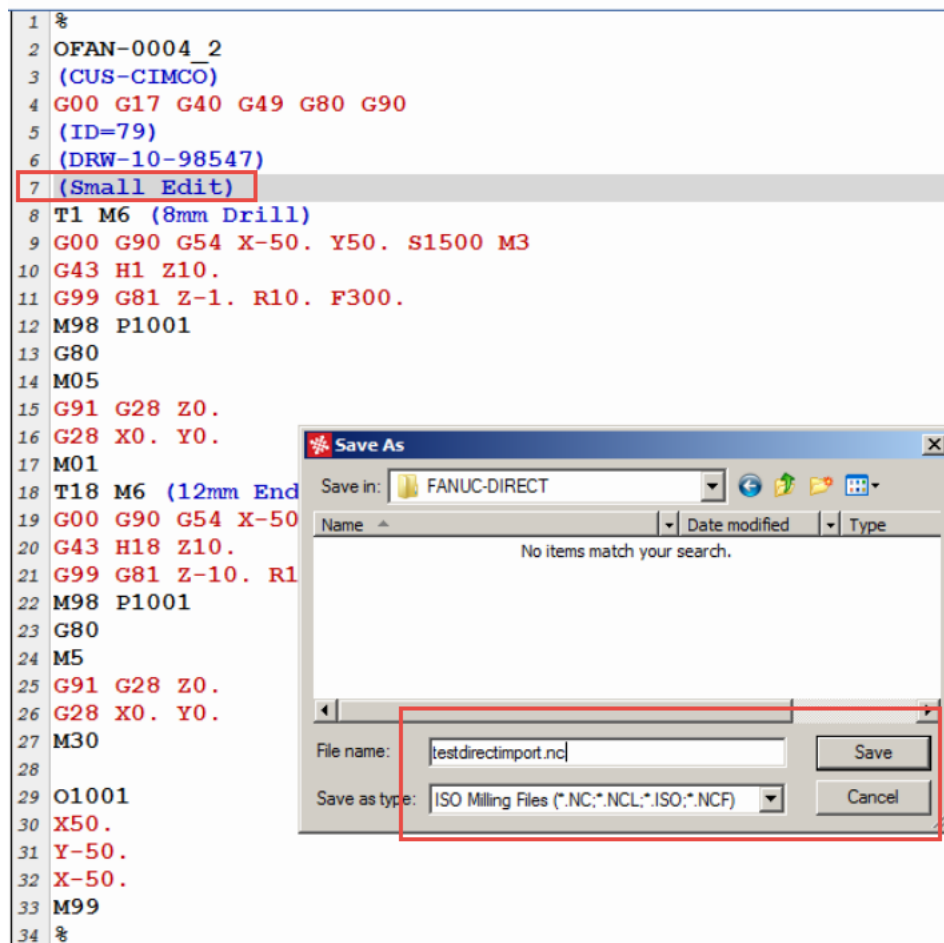 1 %
2 OFAN-0004_2
3 (CUS-CIMCO)
4 G00 G17 G40 G49 G80 G90
5 (ID=79)
6 (DRW-10-98547)
7 (Small Edit)
8 T1 M6 (8mm Drill)
9 G00 G90 G54 X-50. Y50. S1500 M3
10 G43 H1 Z10.
11 G99 G81 Z-1. R10. F300.
12 M98 P1001
13 G80
14 M05
15 G91 G28 Z0.
16 G28 X0. Y0.
17 M01
18 T18 M6 (12mm End
19 G00 G90 G54 X-50
20 G43 H18 Z10.
21 G99 G81 Z-10. R1
22 M98 P1001
23 G80
24 M5
25 G91 G28 Z0.
26 G28 X0. Y0.
27 M30
28
29 O1001
30 X50.
31 Y-50.
32 X-50.
33 M99
34 %
Save As
Save in: FANUC-DIRECT
Name Date modified Type
No items match your search.
File name: testdirectimport.nc Save
Save as type: ISO Milling Files (*.NC;*.NCL;*.ISO;*.NCF) Cancel